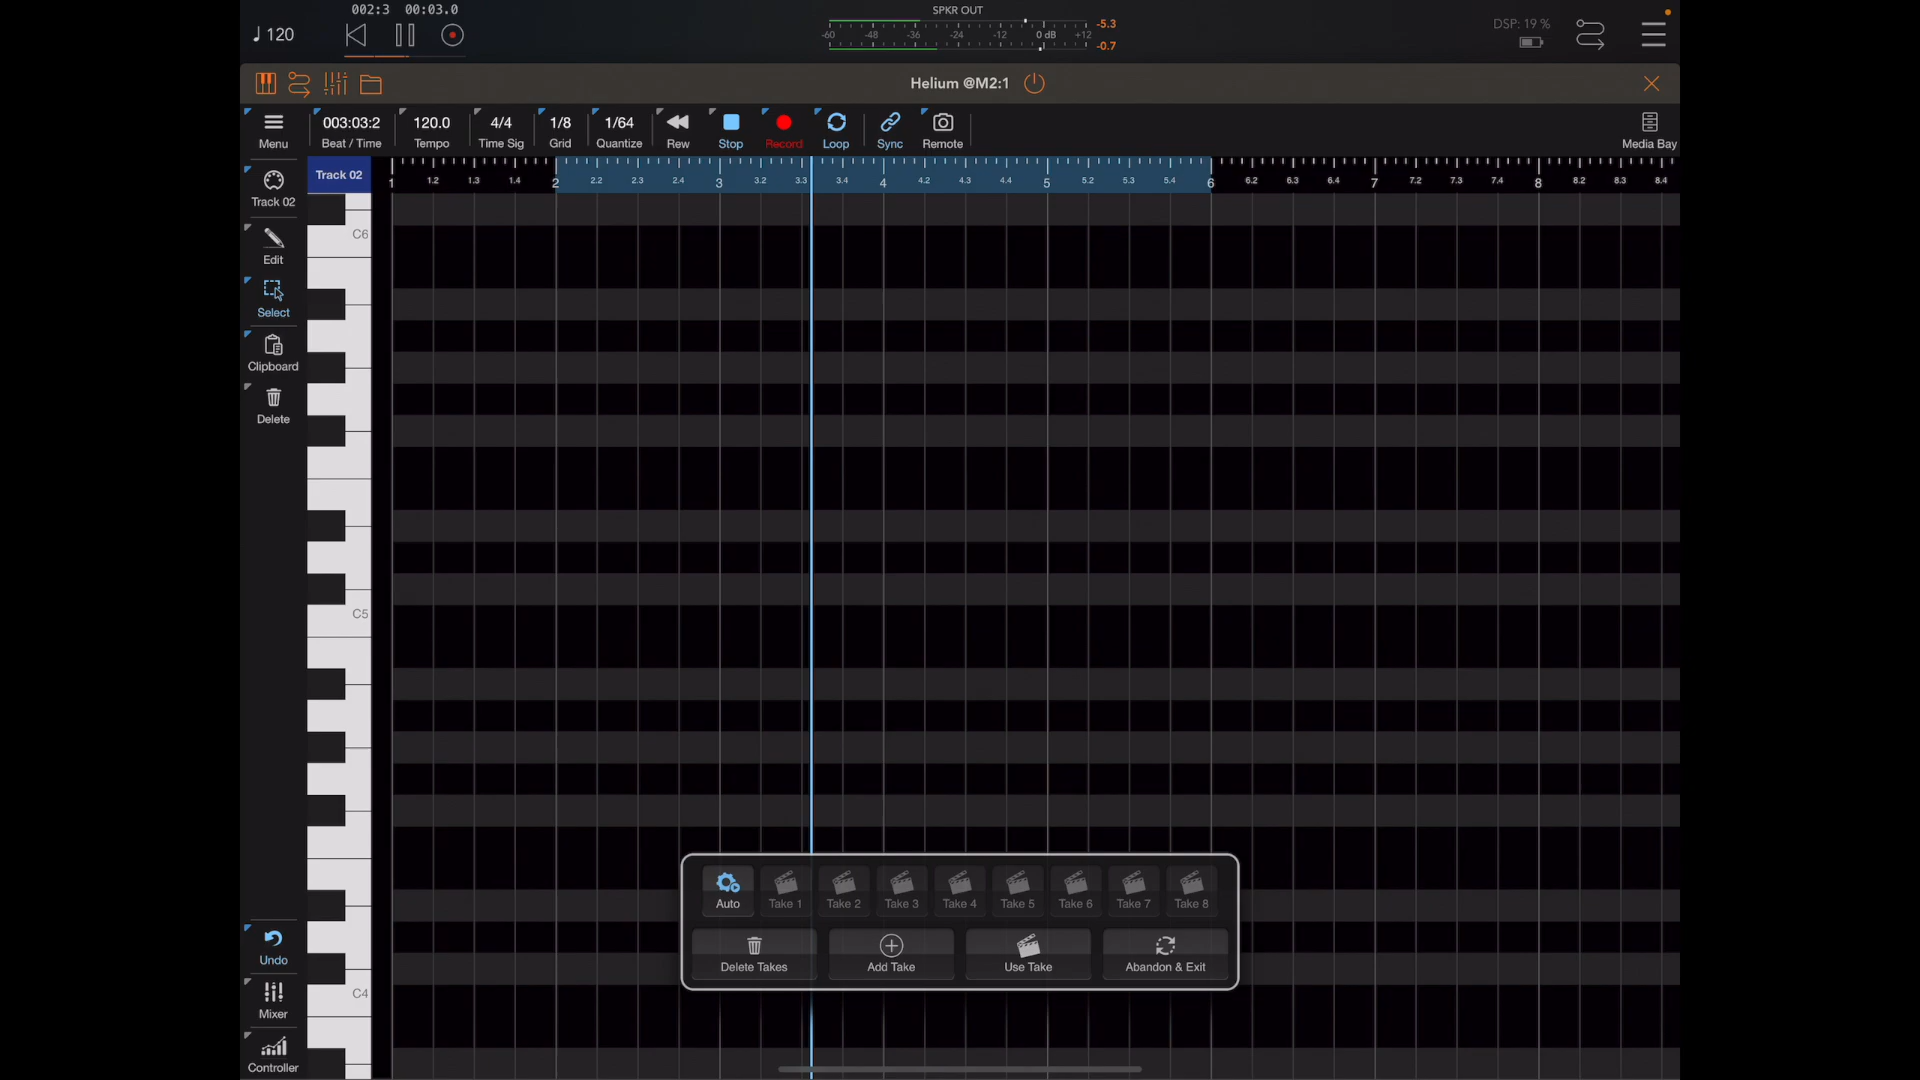 002:3 00:03.0
♩120
SPKR OUT
-60 -48 -36 -24 -12 0 dB +12
-5.3
-0.7
DSP: 19 %
Helium @M2:1
003:03:2 120.0 4/4 1/8 1/64
Menu Beat / Time Tempo Time Sig Grid Quantize Rew Stop Record Loop Sync Remote Media Bay
Track 02
1 1.2 1.3 1.4 2 2.2 2.3 2.4 3 3.2 3.3 3.4 4 4.2 4.3 4.4 5 5.2 5.3 5.4 6 6.2 6.3 6.4 7 7.2 7.3 7.4 8 8.2 8.3 8.4
Track 02
C6
Edit
Select
Clipboard
Delete
C5
Auto Take 1 Take 2 Take 3 Take 4 Take 5 Take 6 Take 7 Take 8
Delete Takes Add Take Use Take Abandon & Exit
Undo
C4
Mixer
Controller